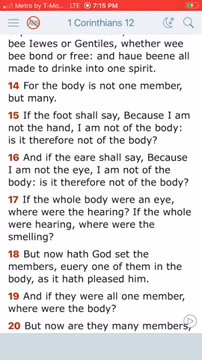 Metro by T-Mo... LTE 7:15 PM
1 Corinthians 12
bee Iewes or Gentiles, whether wee
bee bond or free: and haue beene all
made to drinke into one spirit.
14 For the body is not one member,
but many.
15 If the foot shall say, Because I am
not the hand, I am not of the body:
is it therefore not of the body?
16 And if the eare shall say, Because
I am not the eye, I am not of the
body: is it therefore not of the body?
17 If the whole body were an eye,
where were the hearing? If the whole
were hearing, where were the
smelling?
18 But now hath God set the
members, euery one of them in the
body, as it hath pleased him.
19 And if they were all one member,
where were the body?
20 But now are they many members,